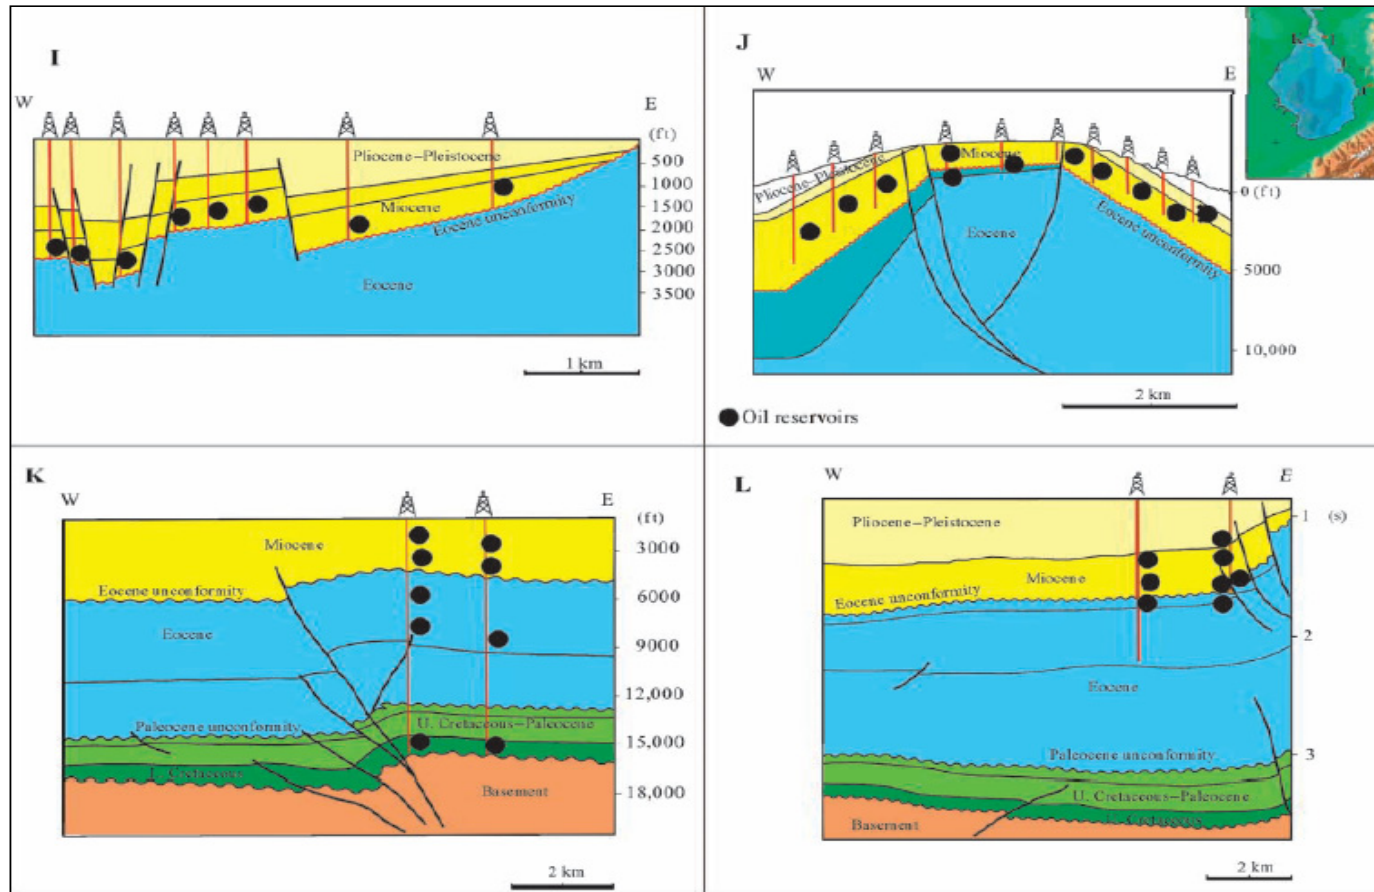 I
W
E
(ft)
Pliocene-Pleistocene
500
1000
Miocene
1500
Eocene unconformity
2000
2500
3000
Eocene
3500
1 km
J
W
E
Pliocene-Pleistocene
Miocene
0 (ft)
Eocene
Eocene unconformity
5000
10,000
2 km
Oil reservoirs
K
W
E
(ft)
Miocene
3000
Eocene unconformity
6000
Eocene
9000
12,000
Paleocene unconformity
U. Cretaceous-Paleocene
15,000
L. Cretaceous
Basement
18,000
2 km
L
W
E
1 (s)
Pliocene-Pleistocene
Miocene
Eocene unconformity
2
Eocene
Paleocene unconformity
3
U. Cretaceous-Paleocene
Cretaceous
Basement
2 km